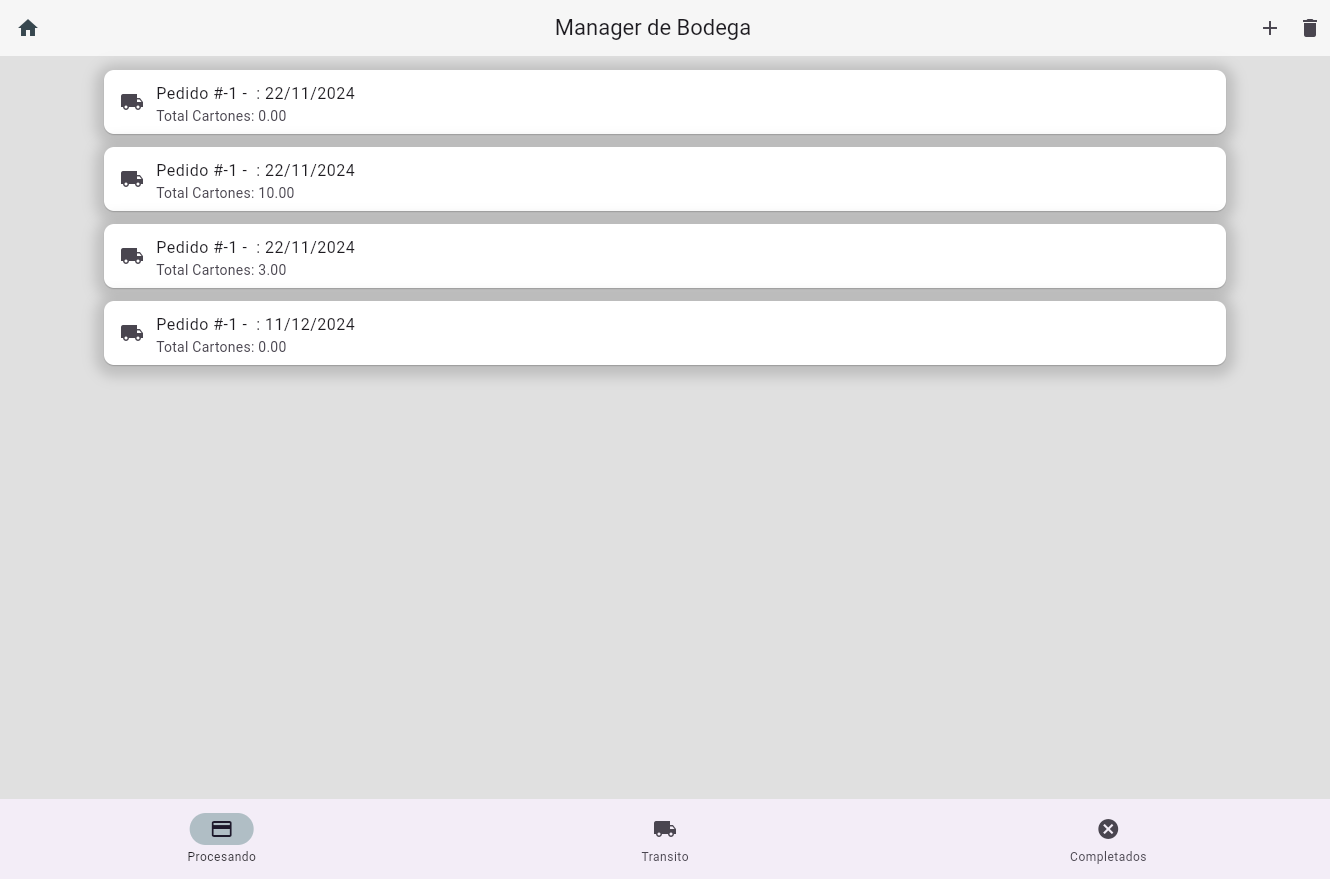 Manager de Bodega
Pedido #-1 -  : 22/11/2024
Total Cartones: 0.00
Pedido #-1 -  : 22/11/2024
Total Cartones: 10.00
Pedido #-1 -  : 22/11/2024
Total Cartones: 3.00
Pedido #-1 -  : 11/12/2024
Total Cartones: 0.00
Procesando
Transito
Completados